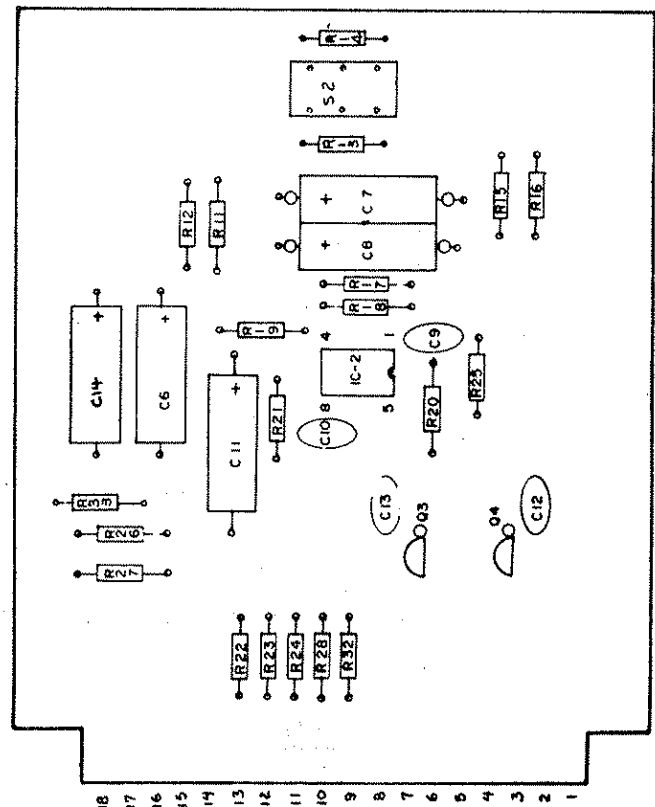 R14
S2
R13
C7
+
C8
+
R15
R16
R12
R11
R17
R18
R19
4
1
C9
IC-2
8
5
C14
+
C6
+
C11
+
R21
C10
R20
R25
R33
R26
R27
C13
Q3
Q4
C12
R22
R23
R24
R28
R32
18
17
16
15
14
13
12
11
10
9
8
7
6
5
4
3
2
1